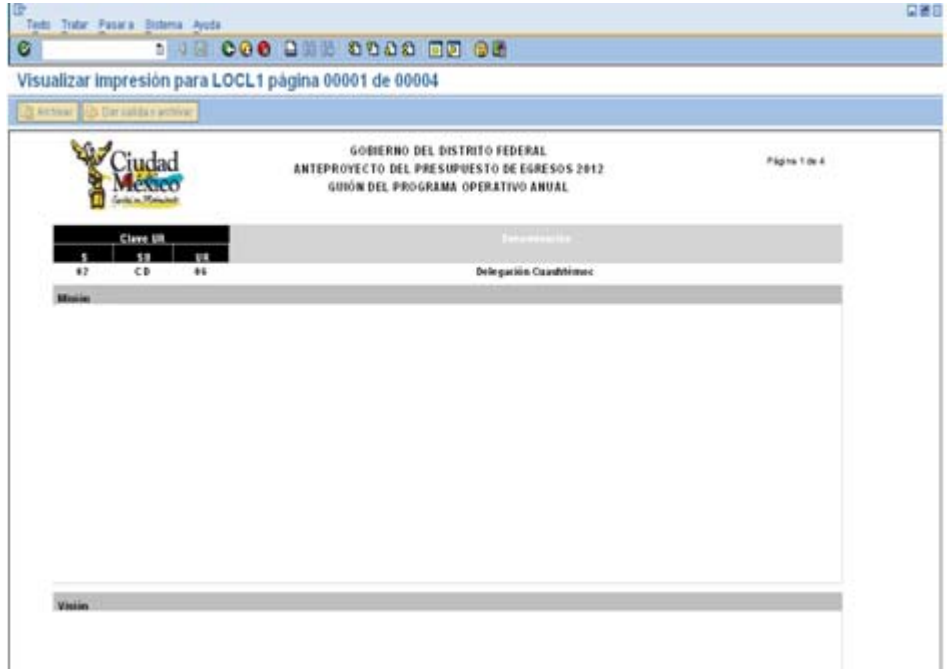 Texto Tratar Pasar a Sistema Ayuda
Visualizar impresión para LOCL1 página 00001 de 00004
Archivar Dar salida y archivar
Ciudad
México
GOBIERNO DEL DISTRITO FEDERAL
ANTEPROYECTO DEL PRESUPUESTO DE EGRESOS 2012
GUIÓN DEL PROGRAMA OPERATIVO ANUAL
Página 1 de 4
Clave UR
Denominación
S SR UR
02 CD 06
Delegación Cuauhtémoc
Misión
Visión